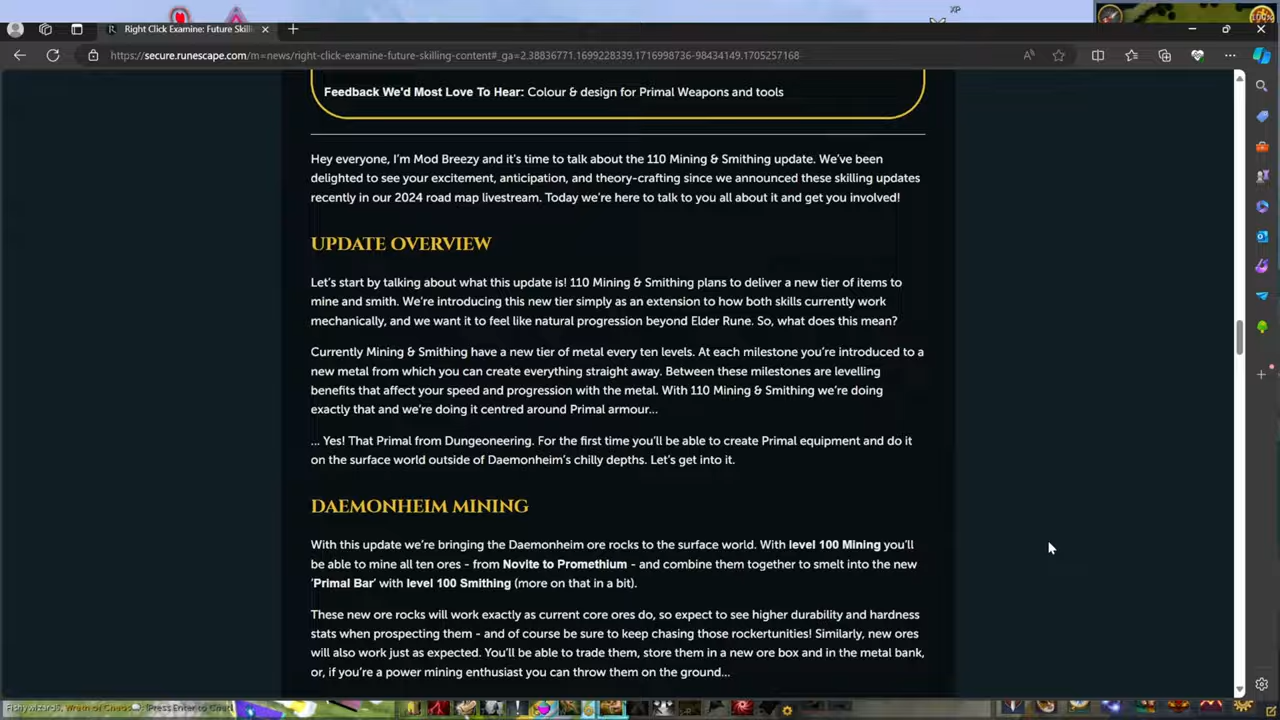 XP
Right Click Examine: Future Skilli
https://secure.runescape.com/m=news/right-click-examine-future-skilling-content#_ga=2.38836771.1699228339.1716998736-98434149.1705257168
Feedback We'd Most Love To Hear: Colour & design for Primal Weapons and tools
Hey everyone, I'm Mod Breezy and it's time to talk about the 110 Mining & Smithing update. We've been
delighted to see your excitement, anticipation, and theory-crafting since we announced these skilling updates
recently in our 2024 road map livestream. Today we're here to talk to you all about it and get you involved!
UPDATE OVERVIEW
Let's start by talking about what this update is! 110 Mining & Smithing plans to deliver a new tier of items to
mine and smith. We're introducing this new tier simply as an extension to how both skills currently work
mechanically, and we want it to feel like natural progression beyond Elder Rune. So, what does this mean?
Currently Mining & Smithing have a new tier of metal every ten levels. At each milestone you're introduced to a
new metal from which you can create everything straight away. Between these milestones are levelling
benefits that affect your speed and progression with the metal. With 110 Mining & Smithing we're doing
exactly that and we're doing it centred around Primal armour...
... Yes! That Primal from Dungeoneering. For the first time you'll be able to create Primal equipment and do it
on the surface world outside of Daemonheim's chilly depths. Let's get into it.
DAEMONHEIM MINING
With this update we're bringing the Daemonheim ore rocks to the surface world. With level 100 Mining you'll
be able to mine all ten ores - from Novite to Promethium - and combine them together to smelt into the new
'Primal Bar' with level 100 Smithing (more on that in a bit).
These new ore rocks will work exactly as current core ores do, so expect to see higher durability and hardness
stats when prospecting them - and of course be sure to keep chasing those rockertunities! Similarly, new ores
will also work just as expected. You'll be able to trade them, store them in a new ore box and in the metal bank,
or, if you're a power mining enthusiast you can throw them on the ground...